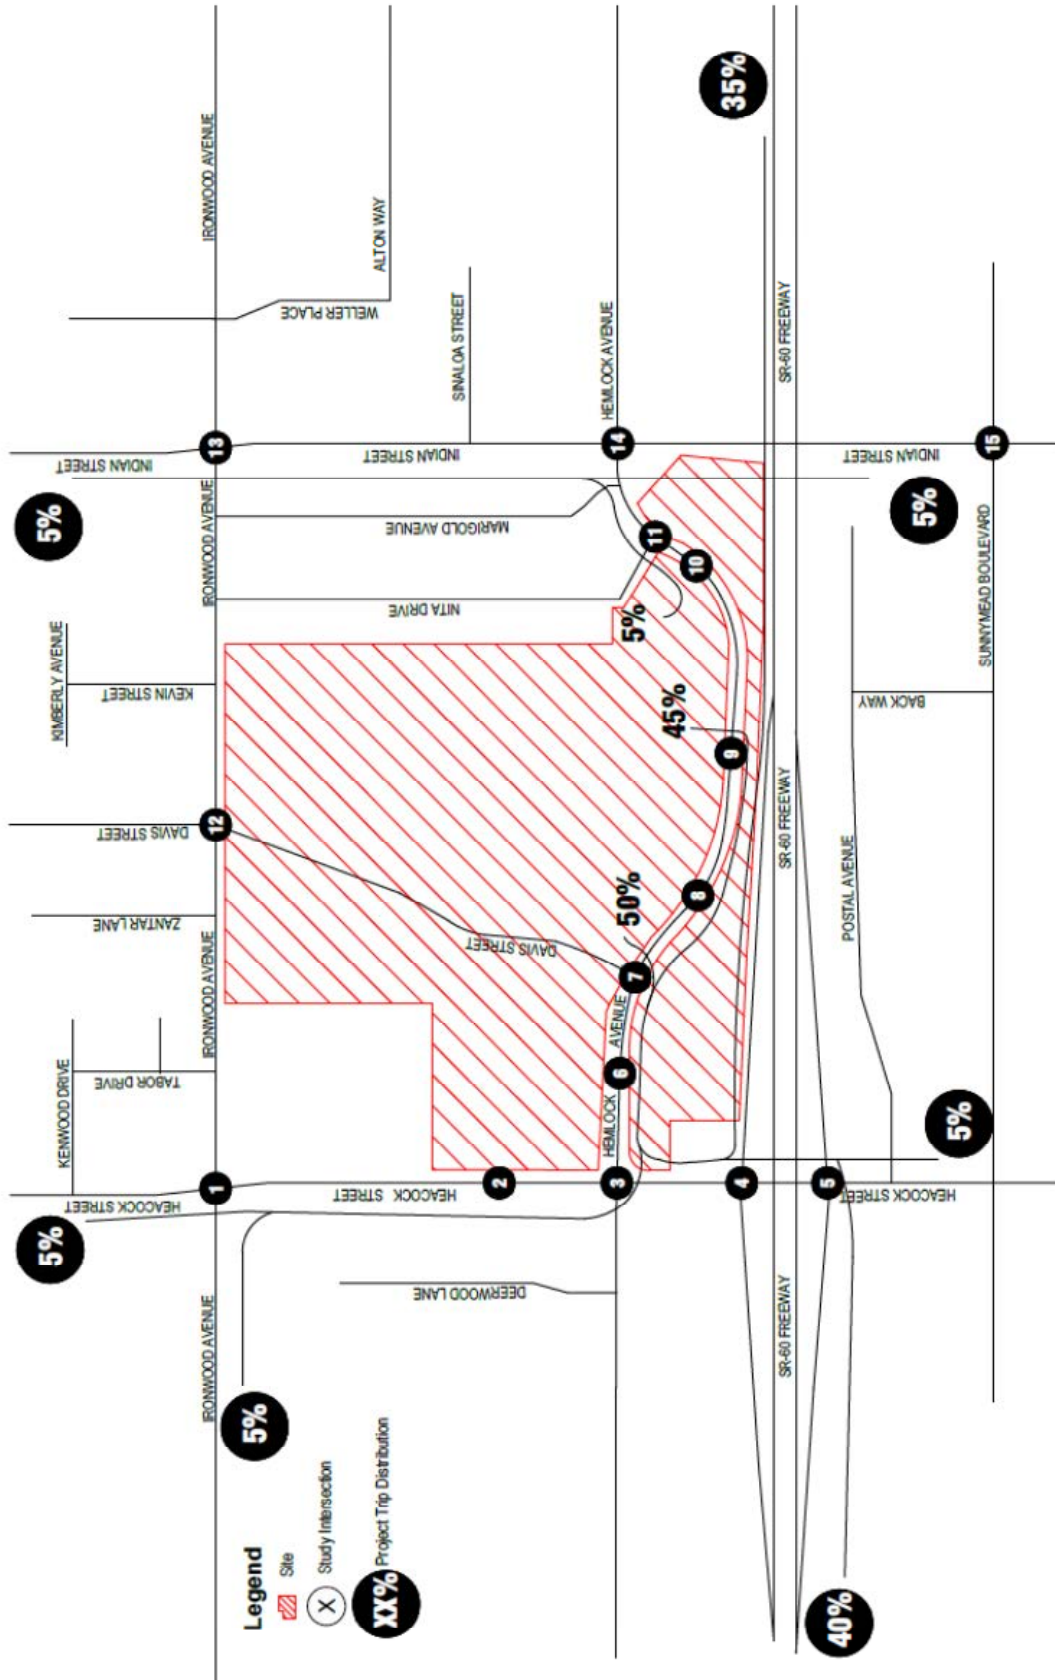 IRONWOOD AVENUE
ALTON WAY
WELLER PLACE
SINALOA STREET
HEMLOCK AVENUE
35%
SR-60 FREEWAY
INDIAN STREET
13
INDIAN STREET
14
INDIAN STREET
15
5%
IRONWOOD AVENUE
MARIGOLD AVENUE
11
10
5%
SUNNYMEAD BOULEVARD
NITA DRIVE
5%
KIMBERLY AVENUE
KEVIN STREET
45%
9
BACK WAY
DAVIS STREET
12
SR-60 FREEWAY
ZANTAR LANE
IRONWOOD AVENUE
DAVIS STREET
50%
8
7
POSTAL AVENUE
KENWOOD DRIVE
TABOR DRIVE
HEMLOCK AVENUE
6
5%
HEACOCK STREET
1
HEACOCK STREET
2
3
4
5
HEACOCK STREET
5%
DEERWOOD LANE
IRONWOOD AVENUE
SR-60 FREEWAY
5%
40%
Legend
Site
X Study Intersection
XX% Project Trip Distribution